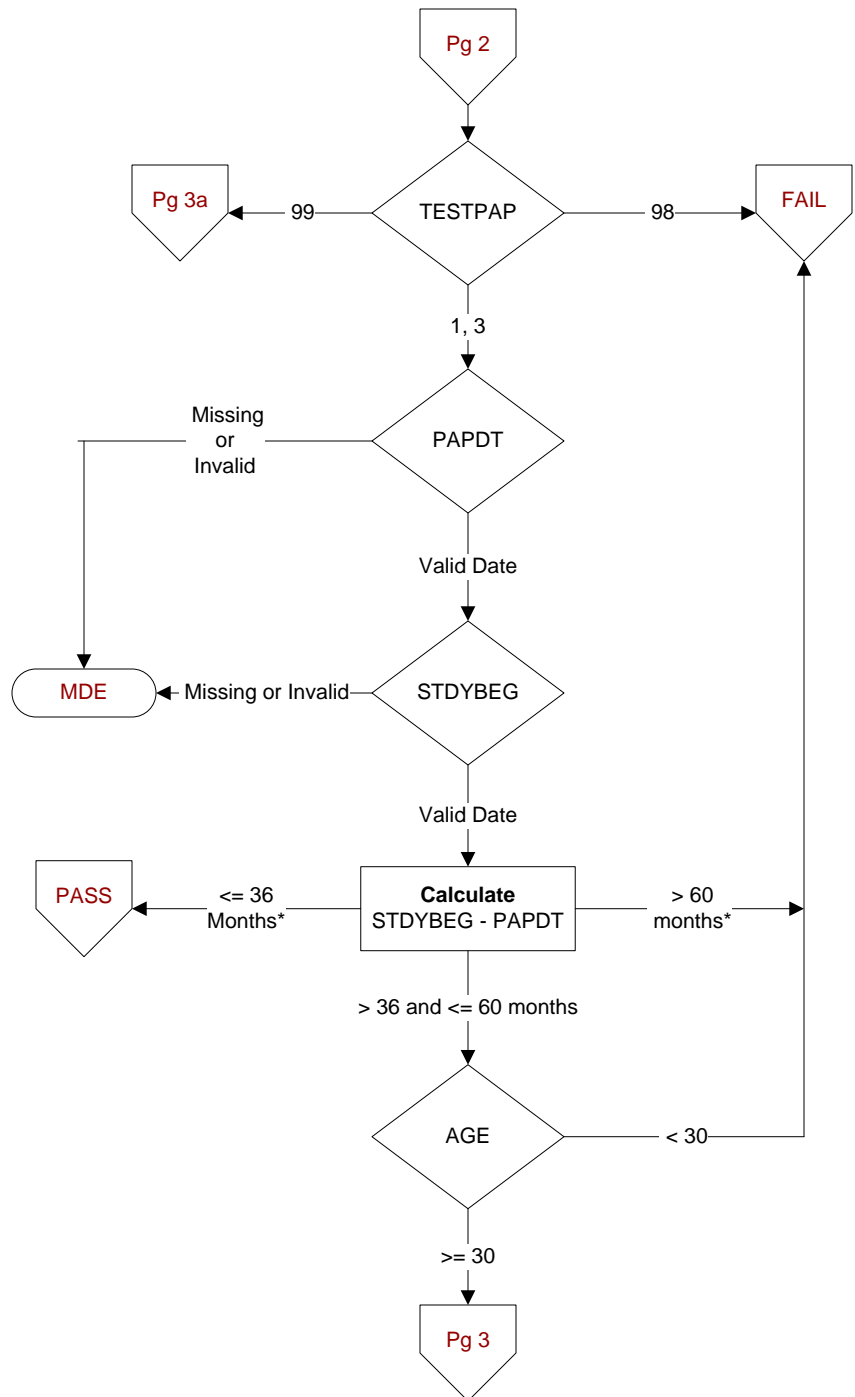 Pg 2
Pg 3a
99
TESTPAP
98
FAIL
1, 3
Missing
or
Invalid
PAPDT
Valid Date
MDE
Missing or Invalid
STDYBEG
Valid Date
PASS
<= 36
Months*
Calculate
STDYBEG - PAPDT
> 60
months*
> 36 and <= 60 months
AGE
< 30
>= 30
Pg 3